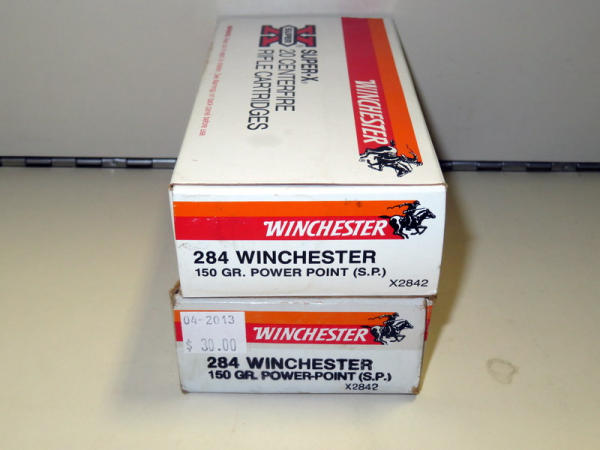 SUPER-X
SUPER
X
20 CENTERFIRE
RIFLE CARTRIDGES
WINCHESTER
WINCHESTER
284 WINCHESTER
150 GR. POWER POINT (S.P.)
X2842
04-2013
$ 30.00
WINCHESTER
284 WINCHESTER
150 GR. POWER-POINT (S.P.)
X2842